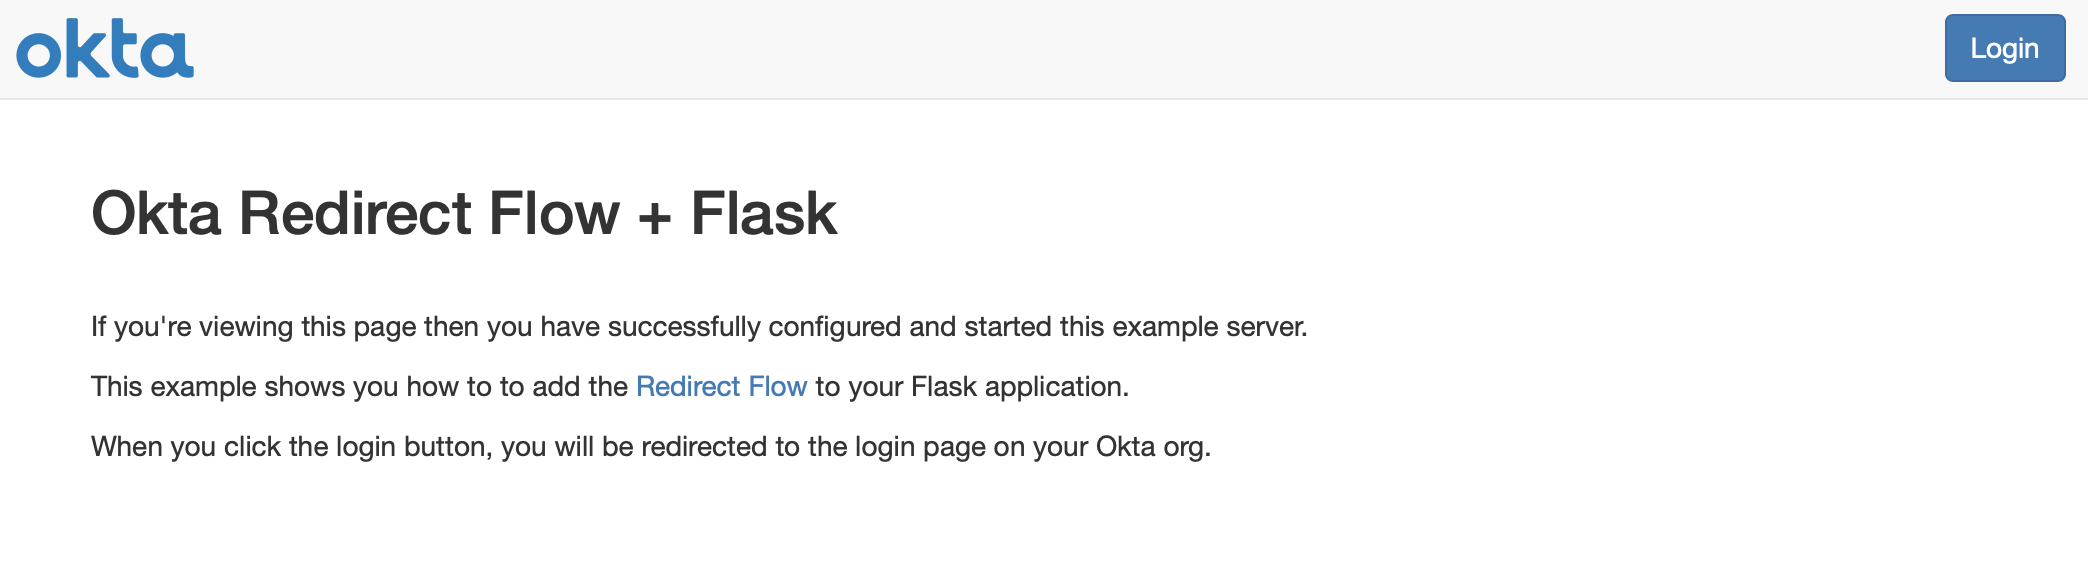 okta
Login
Okta Redirect Flow + Flask
If you're viewing this page then you have successfully configured and started this example server.
This example shows you how to to add the Redirect Flow to your Flask application.
When you click the login button, you will be redirected to the login page on your Okta org.